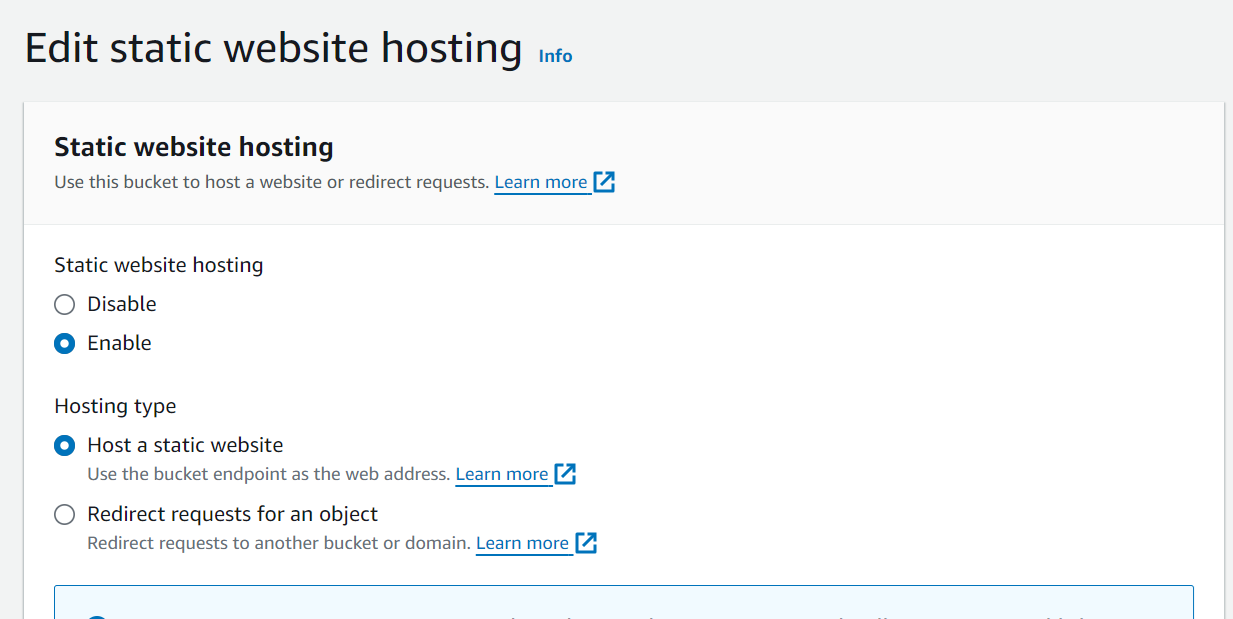 Edit static website hosting Info
Static website hosting
Use this bucket to host a website or redirect requests. Learn more
Static website hosting
Disable
Enable
Hosting type
Host a static website
Use the bucket endpoint as the web address. Learn more
Redirect requests for an object
Redirect requests to another bucket or domain. Learn more